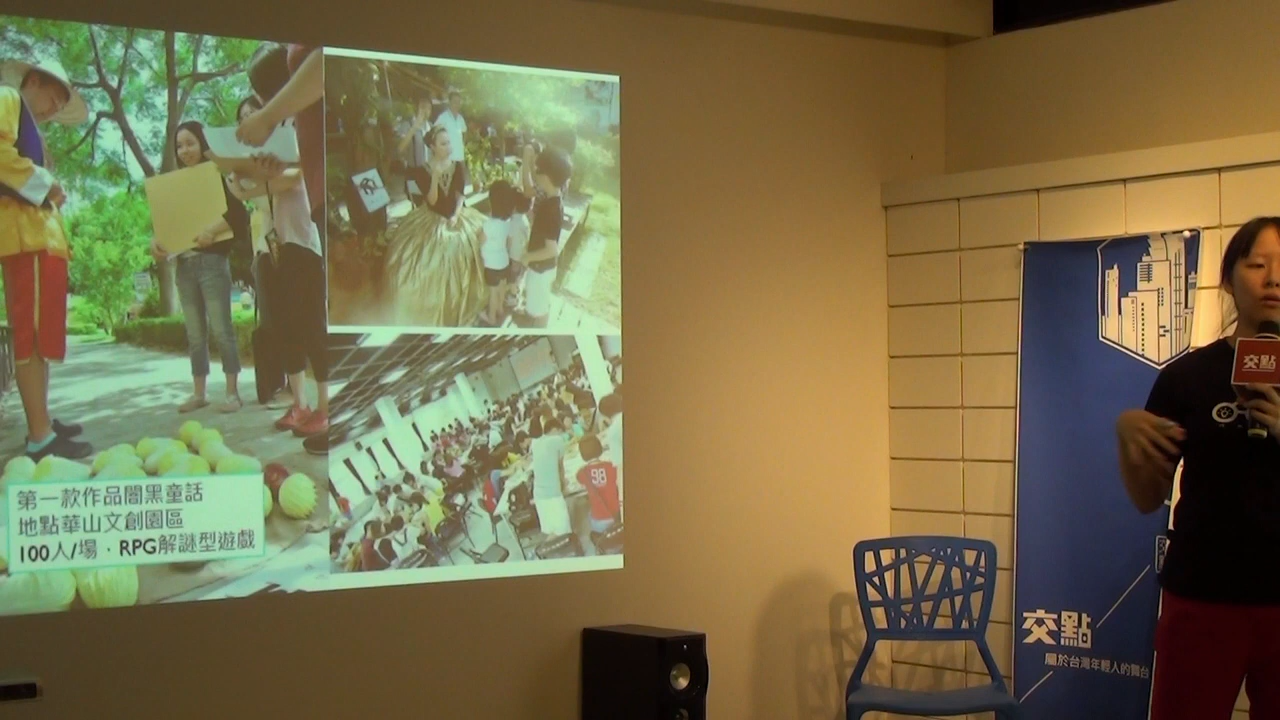 第一款作品闇黑童話
地點華山文創園區
100人/場．RPG解謎型遊戲
98
交點
交點
屬於台灣年輕人的舞台